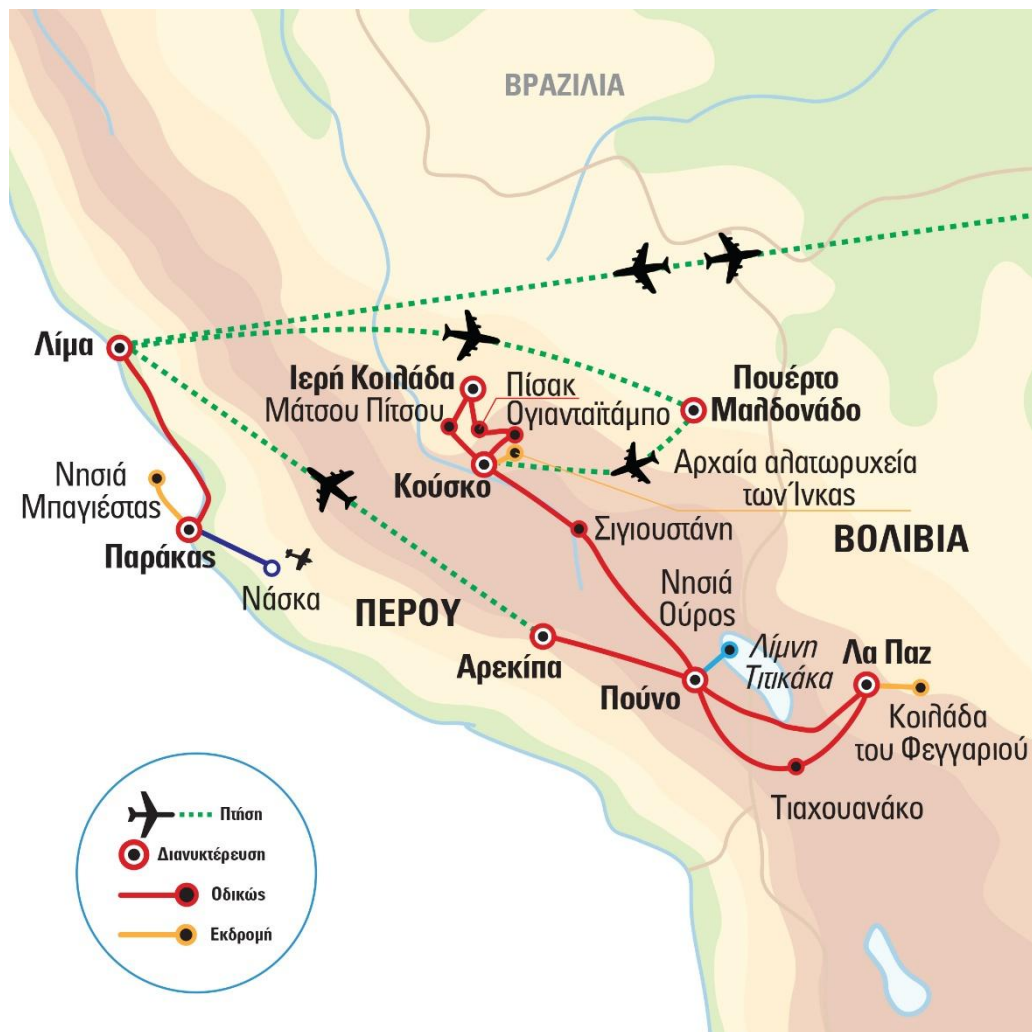 ΒΡΑΖΙΛΙΑ
Λίμα
Ιερή Κοιλάδα
Μάτσου Πίτσου
Πίσακ
Ογιανταϊτάμπο
Πουέρτο
Μαλδονάδο
Κούσκο
Αρχαία αλατωρυχεία
των Ίνκας
Νησιά
Μπαγιέστας
Παράκας
Νάσκα
Σιγιουστάνη
ΒΟΛΙΒΙΑ
ΠΕΡΟΥ
Νησιά
Ούρος
Αρεκίπα
Πούνο
Λίμνη
Τιτικάκα
Λα Παζ
Κοιλάδα
του Φεγγαριού
Τιαχουανάκο
Πτήση
Διανυκτέρευση
Οδικώς
Εκδρομή